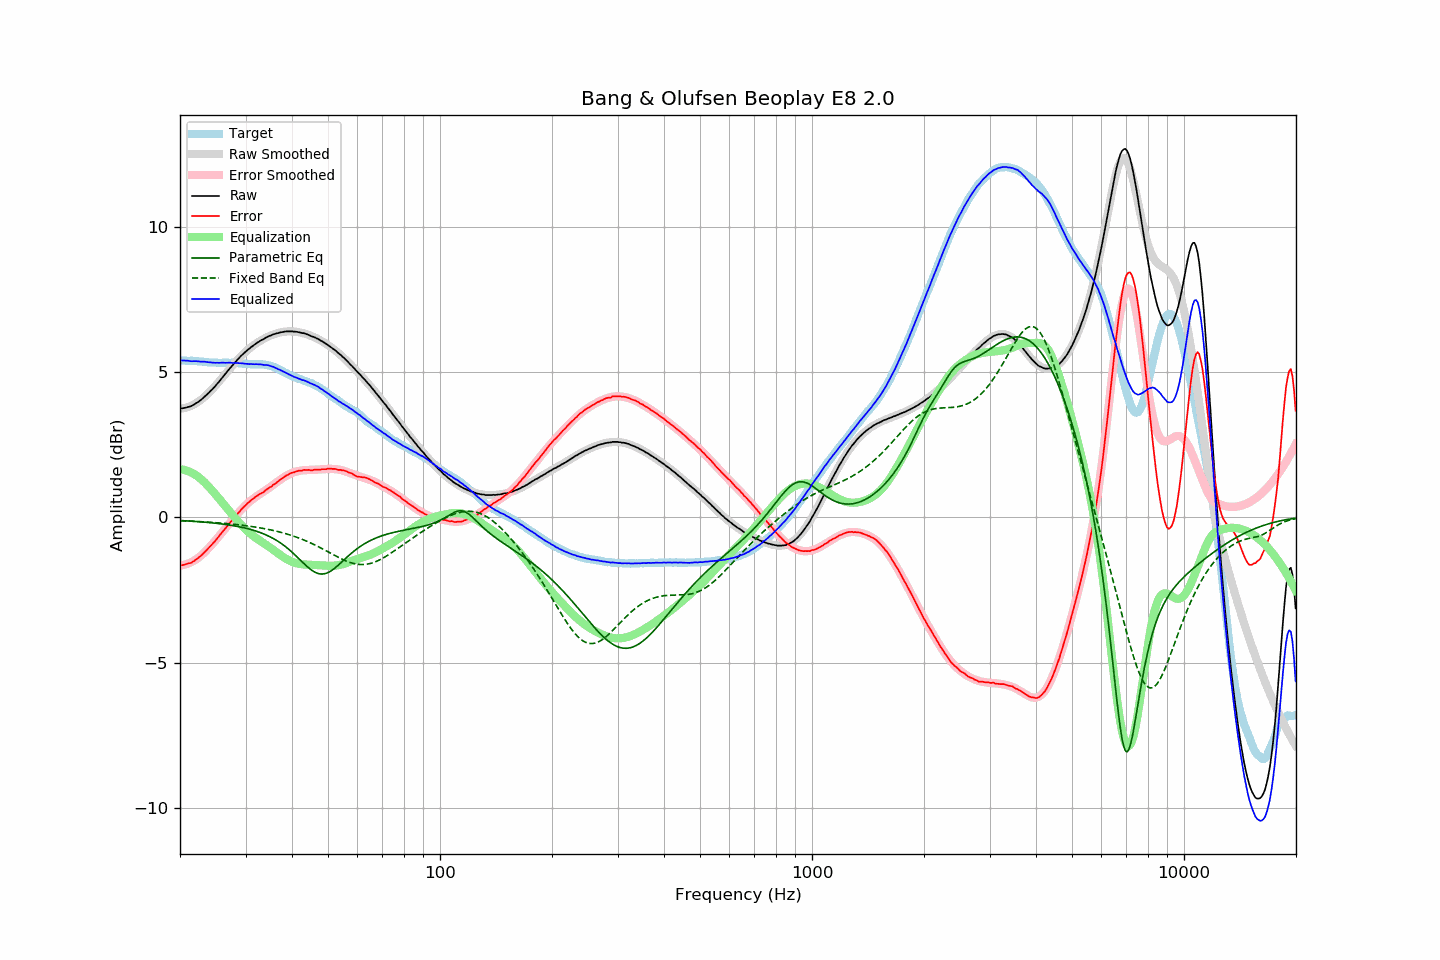 Bang & Olufsen Beoplay E8 2.0
Target
Raw Smoothed
Error Smoothed
Raw
Error
Equalization
Parametric Eq
Fixed Band Eq
Equalized
10
5
0
−5
−10
Amplitude (dBr)
100 1000 10000
Frequency (Hz)